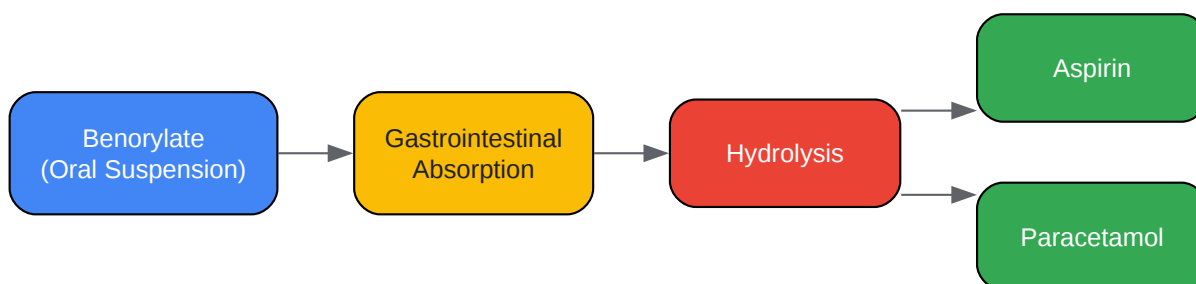 Benorylate
(Oral Suspension)
Gastrointestinal
Absorption
Hydrolysis
Aspirin
Paracetamol